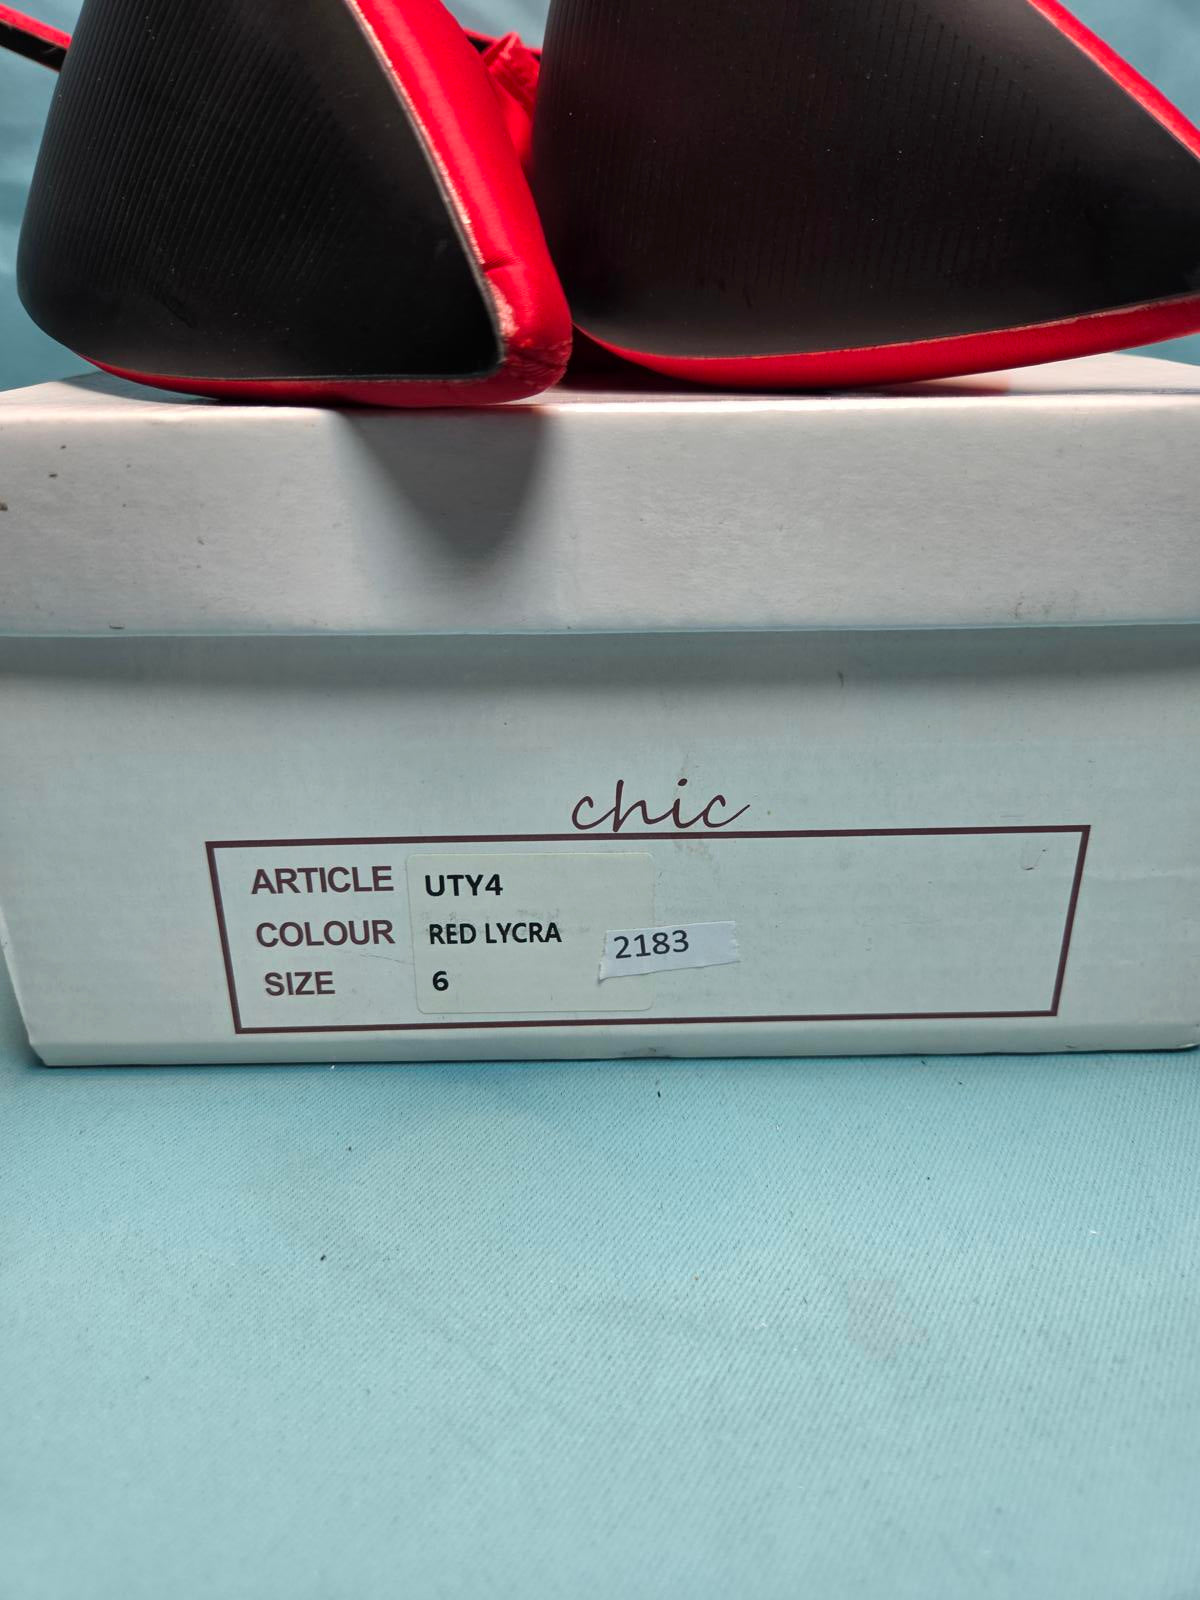 chic
ARTICLE UTY4
COLOUR RED LYCRA 2183
SIZE 6